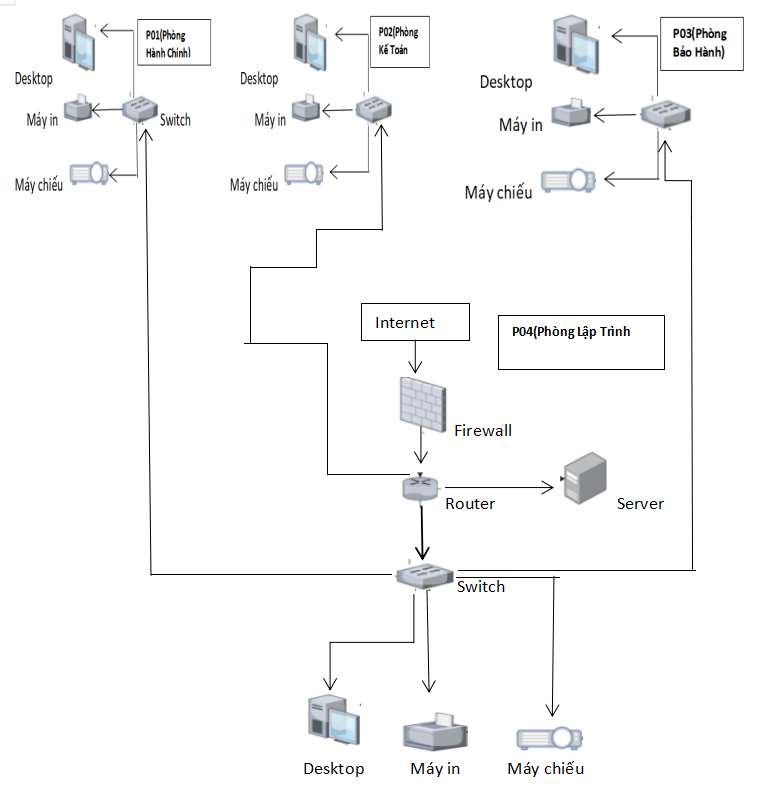 P01(Phòng
Hành Chính)
P02(Phòng
Kế Toán
P03(Phòng
Bảo Hành)
Desktop
Desktop
Desktop
Máy in
Switch
Máy in
Máy in
Máy chiếu
Máy chiếu
Máy chiếu
Internet
P04(Phòng Lập Trình
Firewall
Router
Server
Switch
Desktop
Máy in
Máy chiếu